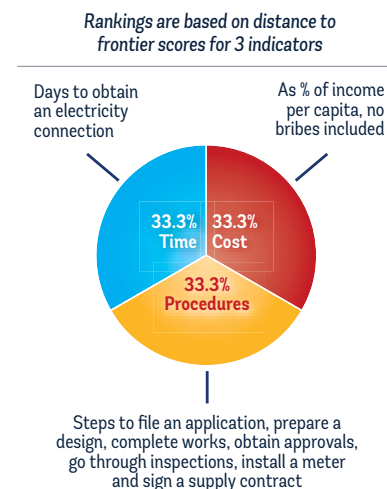 Rankings are based on distance to
frontier scores for 3 indicators
Days to obtain
an electricity
connection
As % of income
per capita, no
bribes included
33.3%
Time
33.3%
Cost
33.3%
Procedures
Steps to file an application, prepare a
design, complete works, obtain approvals,
go through inspections, install a meter
and sign a supply contract